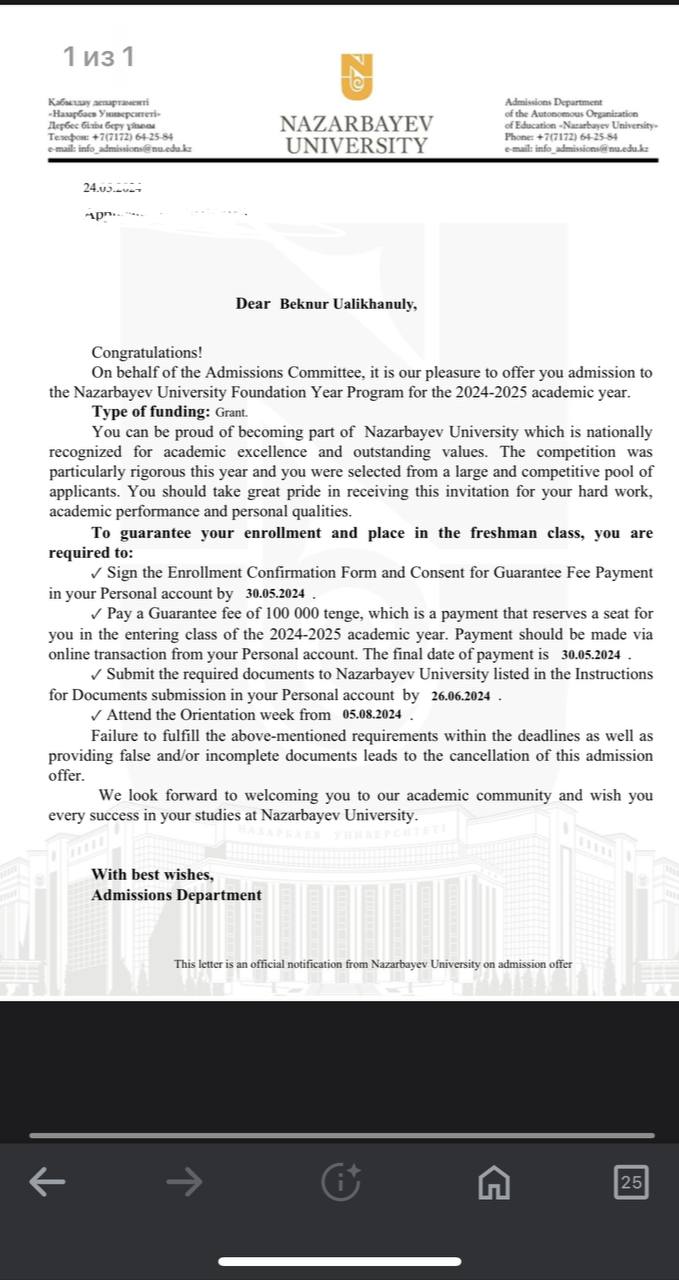 1 из 1
Қабылдау департаменті
«Назарбаев Университеті»
Дербес білім беру ұйымы
Телефон: +7(7172) 64-25-84
e-mail: info_admissions@nu.edu.kz
NAZARBAYEV
UNIVERSITY
Admissions Department
of the Autonomous Organization
of Education «Nazarbayev University»
Phone: +7(7172) 64-25-84
e-mail: info_admissions@nu.edu.kz
Dear Beknur Ualikhanuly,
Congratulations!
On behalf of the Admissions Committee, it is our pleasure to offer you admission to
the Nazarbayev University Foundation Year Program for the 2024-2025 academic year.
Type of funding: Grant.
You can be proud of becoming part of Nazarbayev University which is nationally
recognized for academic excellence and outstanding values. The competition was
particularly rigorous this year and you were selected from a large and competitive pool of
applicants. You should take great pride in receiving this invitation for your hard work,
academic performance and personal qualities.
To guarantee your enrollment and place in the freshman class, you are
required to:
✓ Sign the Enrollment Confirmation Form and Consent for Guarantee Fee Payment
in your Personal account by 30.05.2024 .
✓ Pay a Guarantee fee of 100 000 tenge, which is a payment that reserves a seat for
you in the entering class of the 2024-2025 academic year. Payment should be made via
online transaction from your Personal account. The final date of payment is 30.05.2024 .
✓ Submit the required documents to Nazarbayev University listed in the Instructions
for Documents submission in your Personal account by 26.06.2024 .
✓ Attend the Orientation week from 05.08.2024 .
Failure to fulfill the above-mentioned requirements within the deadlines as well as
providing false and/or incomplete documents leads to the cancellation of this admission
offer.
We look forward to welcoming you to our academic community and wish you
every success in your studies at Nazarbayev University.
НАЗАРБАЕВ УНИВЕРСИТЕТІ
With best wishes,
Admissions Department
This letter is an official notification from Nazarbayev University on admission offer
25